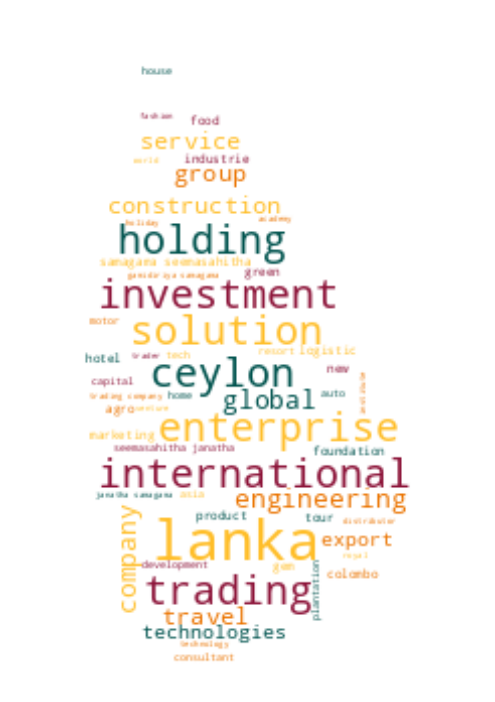 house
fashion
food
service
world
industrie
group
construction
holiday
academy
holding
samagama seemasahitha
gamidiriya samagama
green
investment
motor
solution
resort
logistic
hotel
trader
tech
ceylon
new
capital
trading company
home
global
auto
agro
venture
enterprise
marketing
seemasahitha janatha
foundation
international
janatha samagama
asia
engineering
product
tour
distributor
company
lanka
export
royal
development
gem
colombo
plantation
trading
travel
technologies
technology
consultant